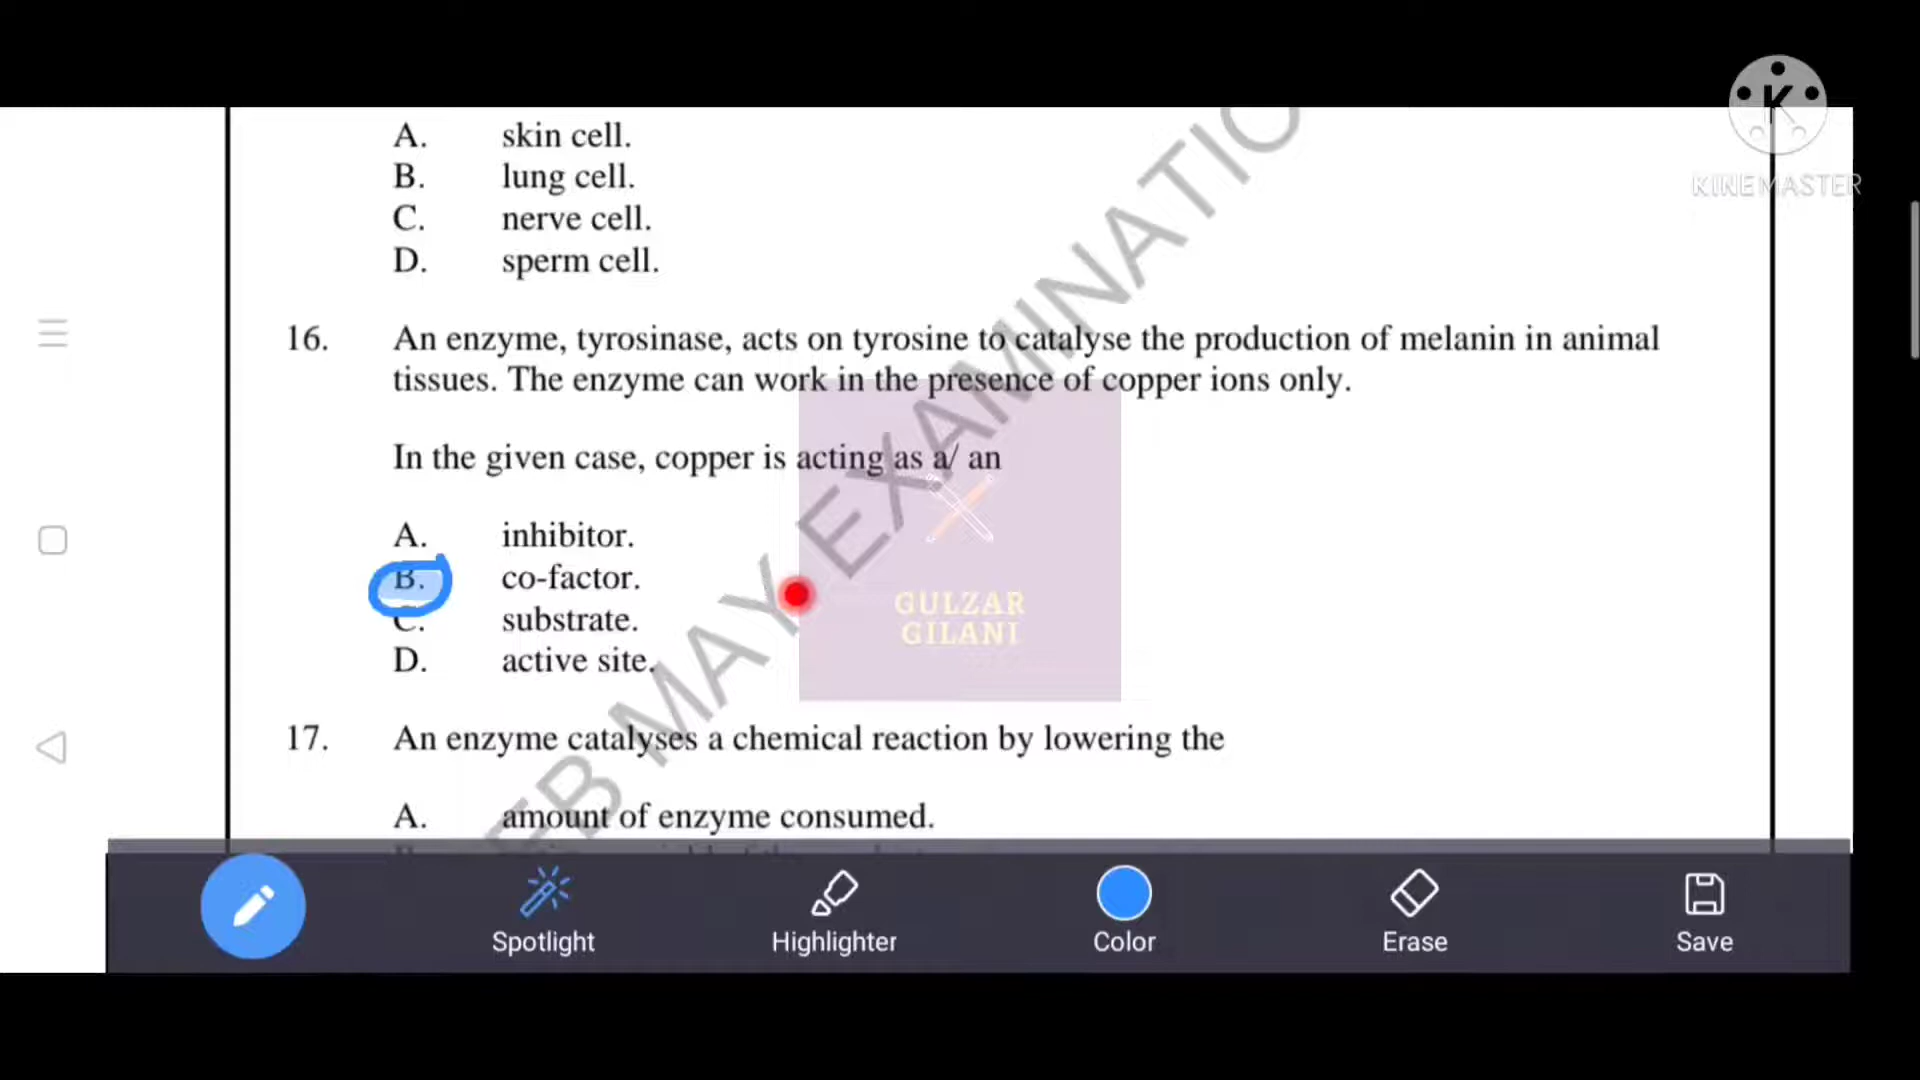 KINEMASTER
A. skin cell.
B. lung cell.
C. nerve cell.
D. sperm cell.
16. An enzyme, tyrosinase, acts on tyrosine to catalyse the production of melanin in animal
tissues. The enzyme can work in the presence of copper ions only.
In the given case, copper is acting as a/ an
A. inhibitor.
B. co-factor.
C. substrate.
D. active site.
GULZAR
GILANI
17. An enzyme catalyses a chemical reaction by lowering the
A. amount of enzyme consumed.
EB MAY EXAMINATIO
Spotlight Highlighter Color Erase Save